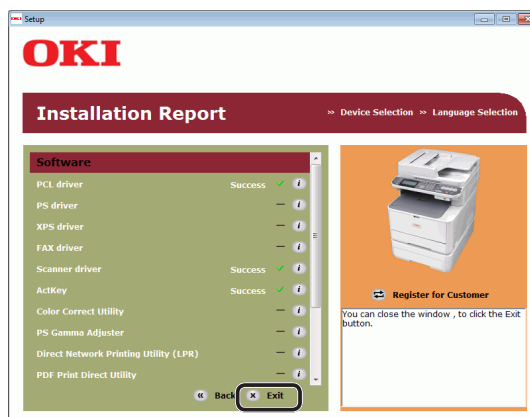 OKI Setup
OKI
Installation Report
» Device Selection » Language Selection
Software
PCL driver Success i
PS driver — i
XPS driver — i
FAX driver — i
Scanner driver Success i
ActKey Success i
Color Correct Utility — i
PS Gamma Adjuster — i
Direct Network Printing Utility (LPR) — i
PDF Print Direct Utility — i
« Back x Exit
Register for Customer
You can close the window , to click the Exit
button.